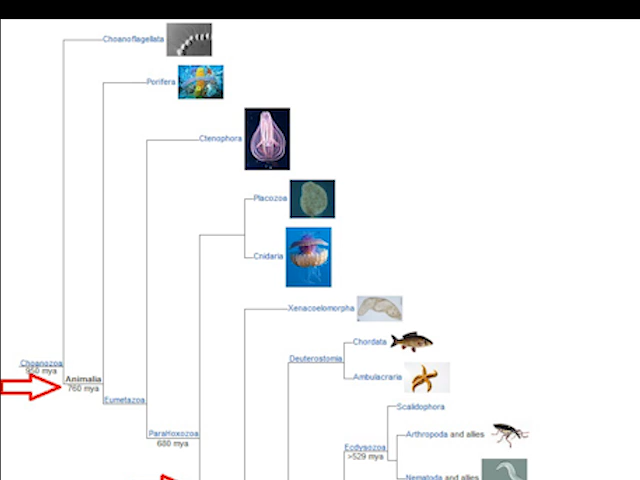 Choanoflagellata
Porifera
Ctenophora
Placozoa
Cnidaria
Xenacoelomorpha
Chordata
Deuterostomia
Choanozoa
950 mya
Animalia
760 mya
Ambulacraria
Eumetazoa
Scalidophora
ParaHoxozoa
680 mya
Arthropoda and allies
Ecdysozoa
>529 mya
Nematoda and allies